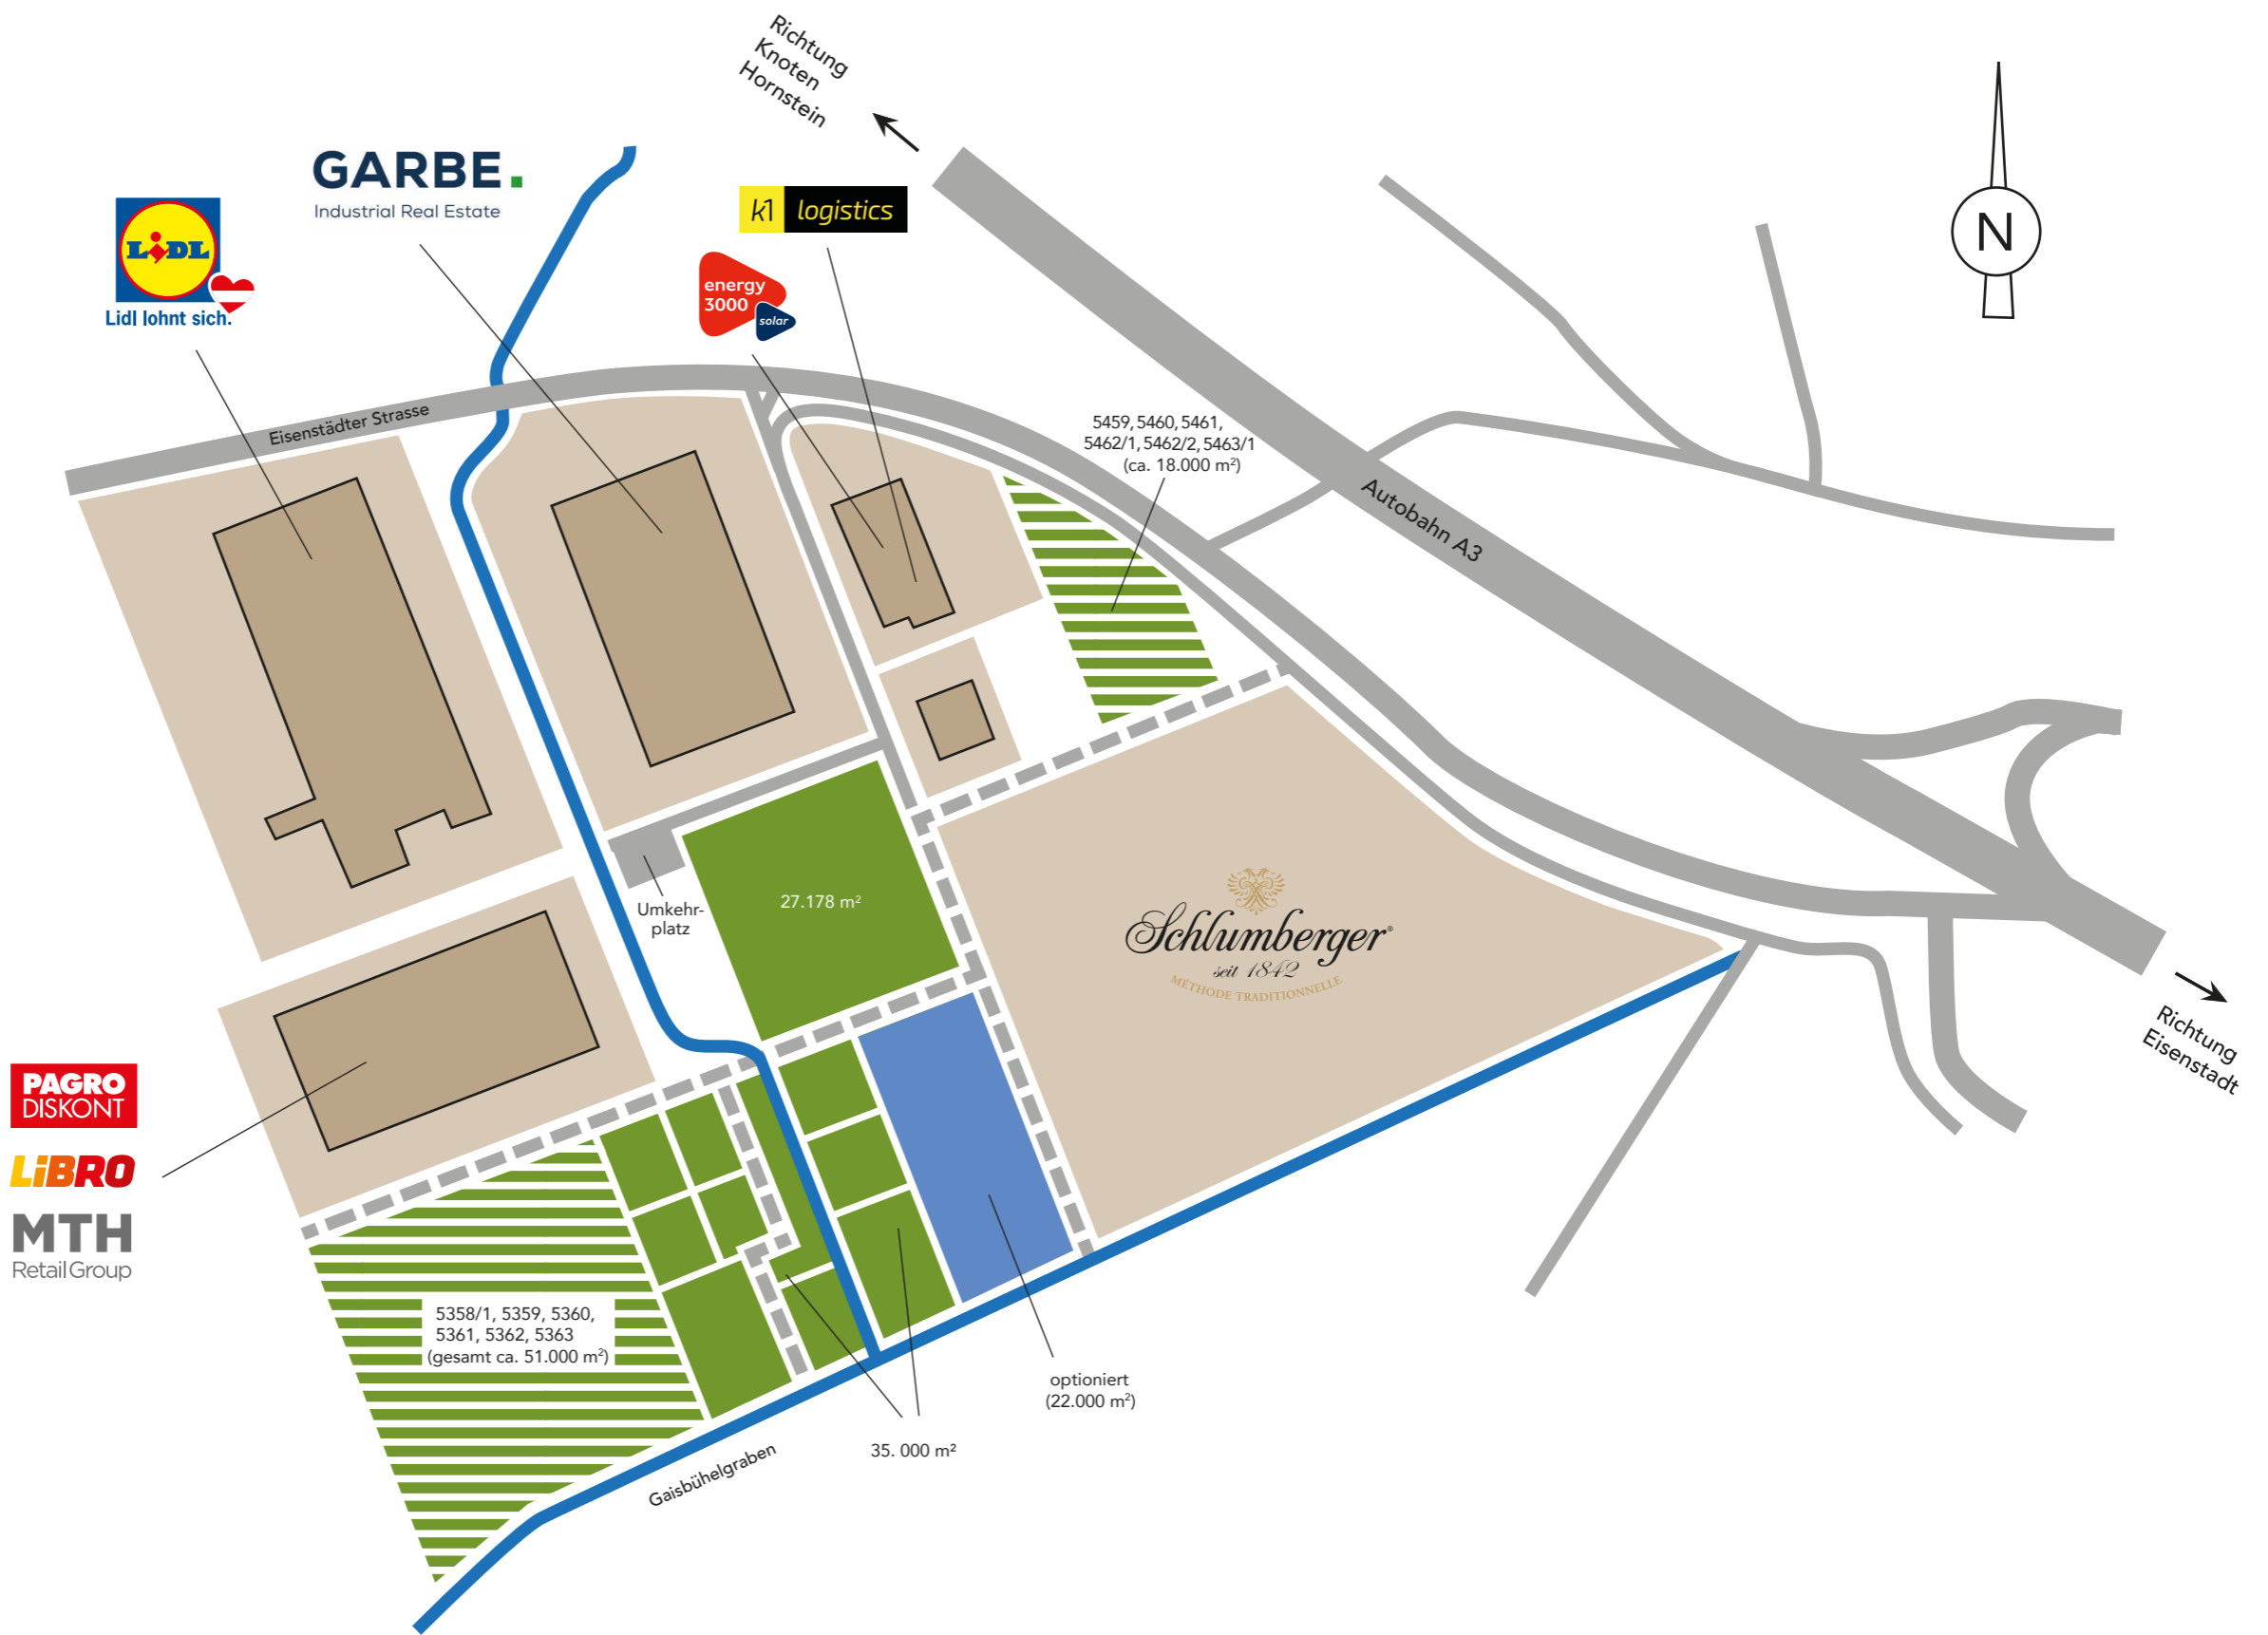 Richtung
Knoten
Hornstein
GARBE.
Industrial Real Estate
k1 logistics
LiDL
Lidl lohnt sich.
energy
3000
solar
N
Eisenstädter Strasse
5459, 5460, 5461,
5462/1, 5462/2, 5463/1
(ca. 18.000 m²)
Autobahn A3
27.178 m²
Umkehr-
platz
Schlumberger®
seit 1842
METHODE TRADITIONNELLE
Richtung
Eisenstadt
PAGRO
DISKONT
LiBRO
MTH
Retail Group
5358/1, 5359, 5360,
5361, 5362, 5363
(gesamt ca. 51.000 m²)
optioniert
(22.000 m²)
35. 000 m²
Gaisbühelgraben